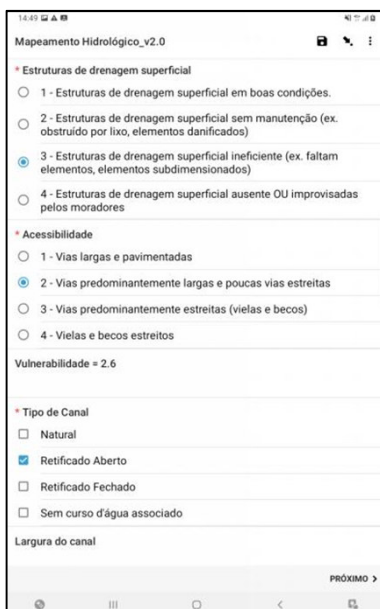 14:49
Mapeamento Hidrológico_v2.0
* Estruturas de drenagem superficial
1 - Estruturas de drenagem superficial em boas condições.
2 - Estruturas de drenagem superficial sem manutenção (ex.
obstruído por lixo, elementos danificados)
3 - Estruturas de drenagem superficial ineficiente (ex. faltam
elementos, elementos subdimensionados)
4 - Estruturas de drenagem superficial ausente OU improvisadas
pelos moradores
* Acessibilidade
1 - Vias largas e pavimentadas
2 - Vias predominantemente largas e poucas vias estreitas
3 - Vias predominantemente estreitas (vielas e becos)
4 - Vielas e becos estreitos
Vulnerabilidade = 2.6
* Tipo de Canal
Natural
Retificado Aberto
Retificado Fechado
Sem curso d'água associado
Largura do canal
PRÓXIMO >